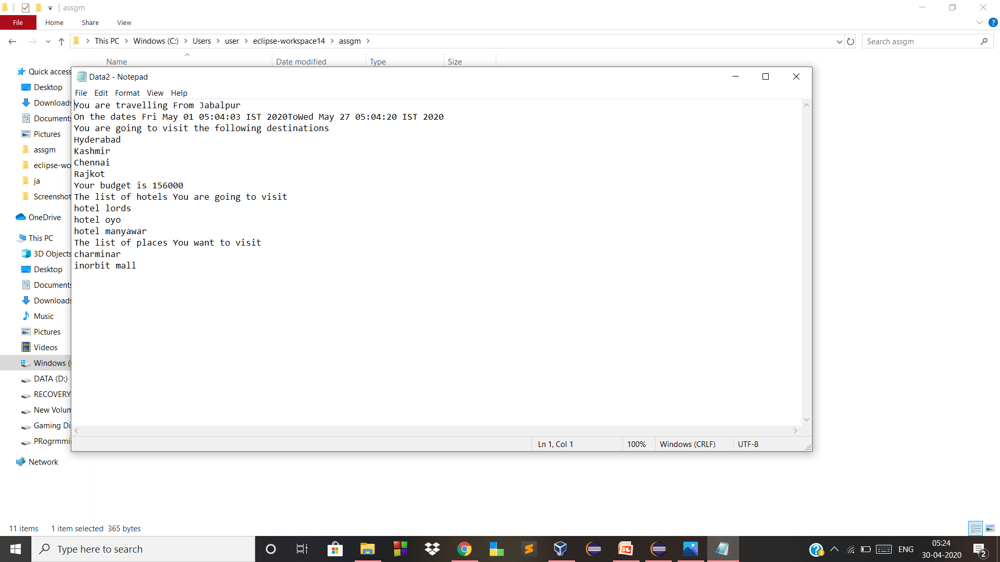 assgm
File Home Share View
This PC Windows (C:) Users user eclipse-workspace14 assgm
Search assgm
Name Date modified Type Size
Quick access
Desktop
Downloads
Documents
Pictures
assgm
eclipse-wo
ja
Screenshot
OneDrive
This PC
3D Objects
Desktop
Documents
Downloads
Music
Pictures
Videos
Windows (
DATA (D:)
RECOVERY
New Volum
Gaming Di
PRogrmmi
Network
Data2 - Notepad
File Edit Format View Help
You are travelling From Jabalpur
On the dates Fri May 01 05:04:03 IST 2020ToWed May 27 05:04:20 IST 2020
You are going to visit the following destinations
Hyderabad
Kashmir
Chennai
Rajkot
Your budget is 156000
The list of hotels You are going to visit
hotel lords
hotel oyo
hotel manyawar
The list of places You want to visit
charminar
inorbit mall
Ln 1, Col 1 100% Windows (CRLF) UTF-8
11 items 1 item selected 365 bytes
Type here to search
ENG
05:24
30-04-2020
2